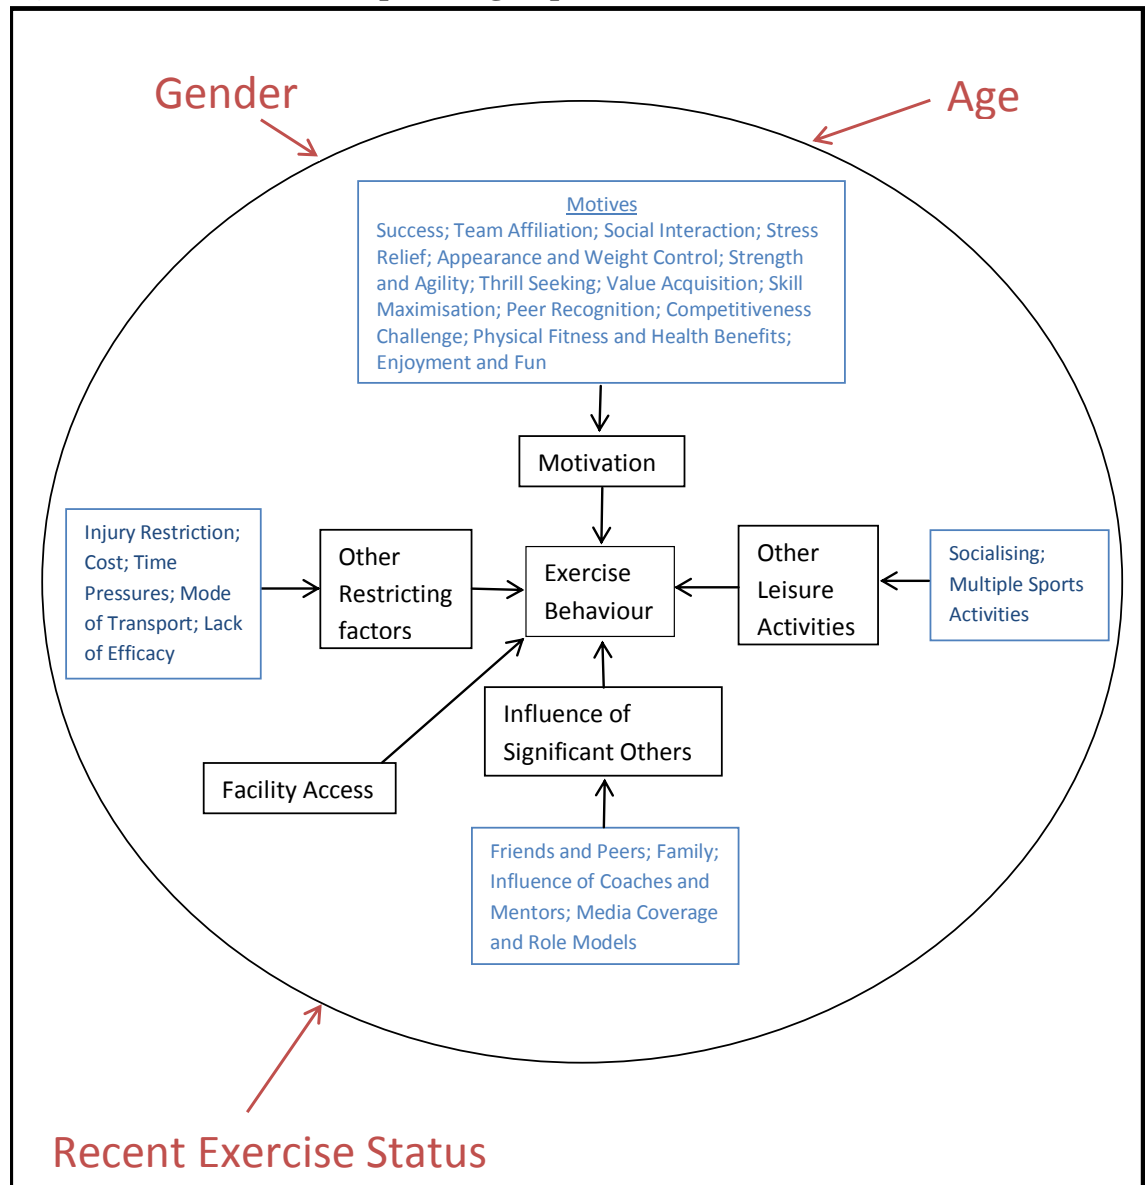 Gender
Age
Motives
Success; Team Affiliation; Social Interaction; Stress
Relief; Appearance and Weight Control; Strength
and Agility; Thrill Seeking; Value Acquisition; Skill
Maximisation; Peer Recognition; Competitiveness
Challenge; Physical Fitness and Health Benefits;
Enjoyment and Fun
Motivation
Injury Restriction;
Cost; Time
Pressures; Mode
of Transport; Lack
of Efficacy
Other
Restricting
factors
Exercise
Behaviour
Other
Leisure
Activities
Socialising;
Multiple Sports
Activities
Influence of
Significant Others
Facility Access
Friends and Peers; Family;
Influence of Coaches and
Mentors; Media Coverage
and Role Models
Recent Exercise Status